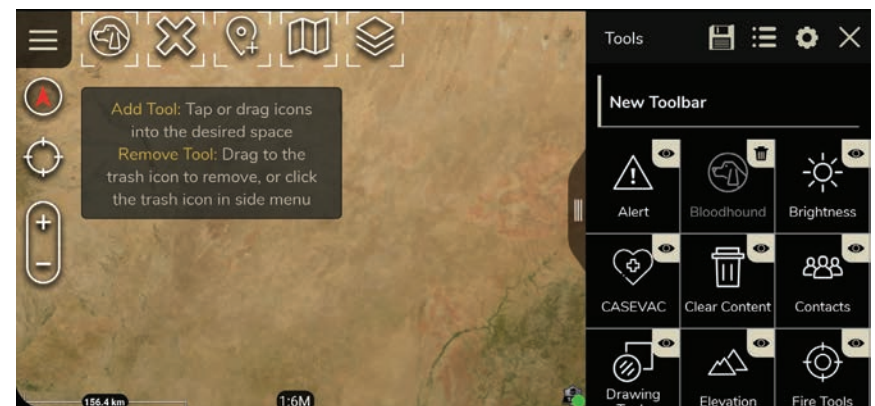 Tools
Add Tool: Tap or drag icons
into the desired space
Remove Tool: Drag to the
trash icon to remove, or click
the trash icon in side menu
New Toolbar
Alert
Bloodhound
Brightness
CASEVAC
Clear Content
Contacts
Drawing
Elevation
Fire Tools
156.4 km
1:6M